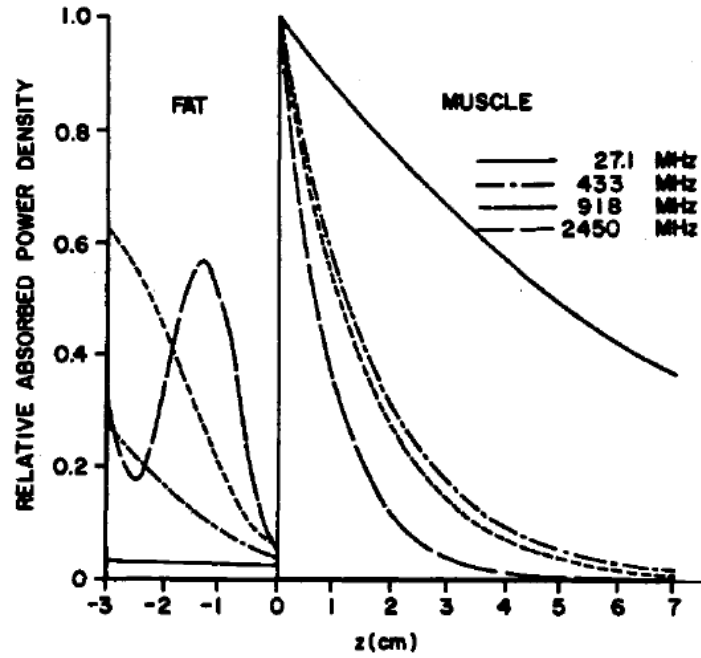 RELATIVE ABSORBED POWER DENSITY
1.0
0.8
0.6
0.4
0.2
0
FAT
MUSCLE
27.1 MHz
433 MHz
918 MHz
2450 MHz
-3 -2 -1 0 1 2 3 4 5 6 7
z(cm)